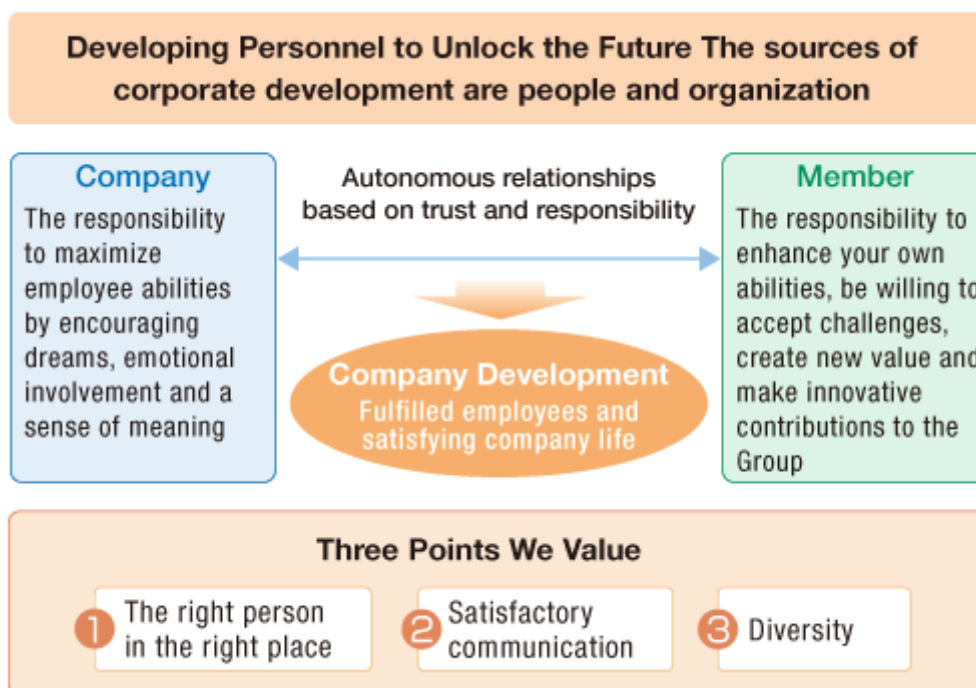 Developing Personnel to Unlock the Future The sources of
corporate development are people and organization
Company
The responsibility
to maximize
employee abilities
by encouraging
dreams, emotional
involvement and a
sense of meaning
Autonomous relationships
based on trust and responsibility
Company Development
Fulfilled employees and
satisfying company life
Member
The responsibility to
enhance your own
abilities, be willing to
accept challenges,
create new value and
make innovative
contributions to the
Group
Three Points We Value
1 The right person
in the right place
2 Satisfactory
communication
3 Diversity